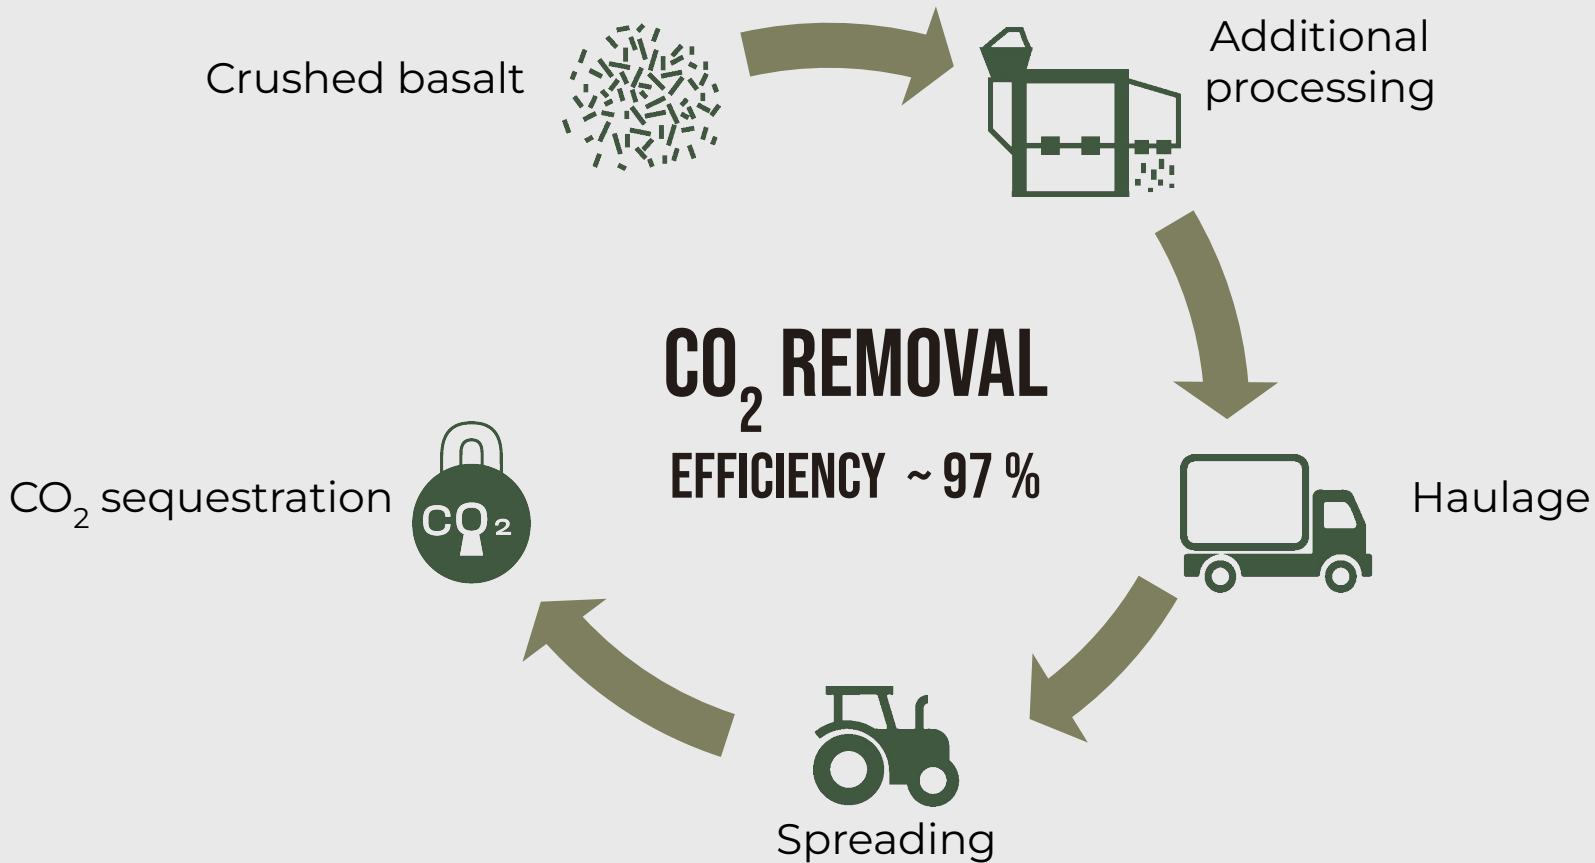 Crushed basalt
Additional
processing
CO₂ REMOVAL
EFFICIENCY ~ 97 %
CO₂ sequestration
CO₂
Haulage
Spreading